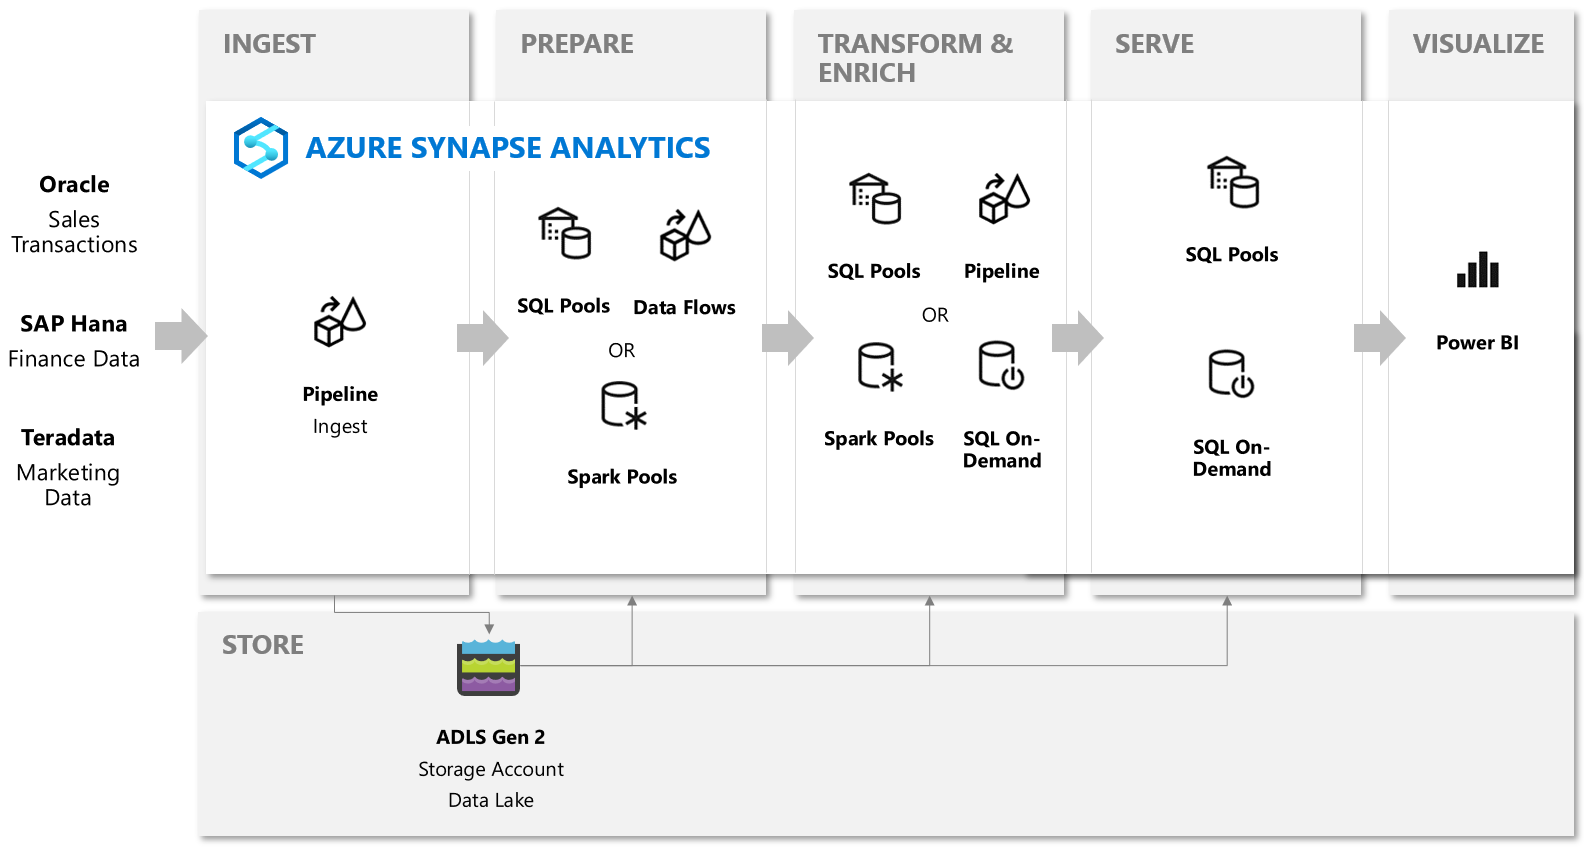 INGEST
PREPARE
TRANSFORM &
ENRICH
SERVE
VISUALIZE
AZURE SYNAPSE ANALYTICS
Oracle
Sales
Transactions
SAP Hana
Finance Data
Teradata
Marketing
Data
Pipeline
Ingest
SQL Pools
Data Flows
OR
Spark Pools
SQL Pools
Pipeline
OR
Spark Pools
SQL On-
Demand
SQL Pools
SQL On-
Demand
Power BI
STORE
ADLS Gen 2
Storage Account
Data Lake